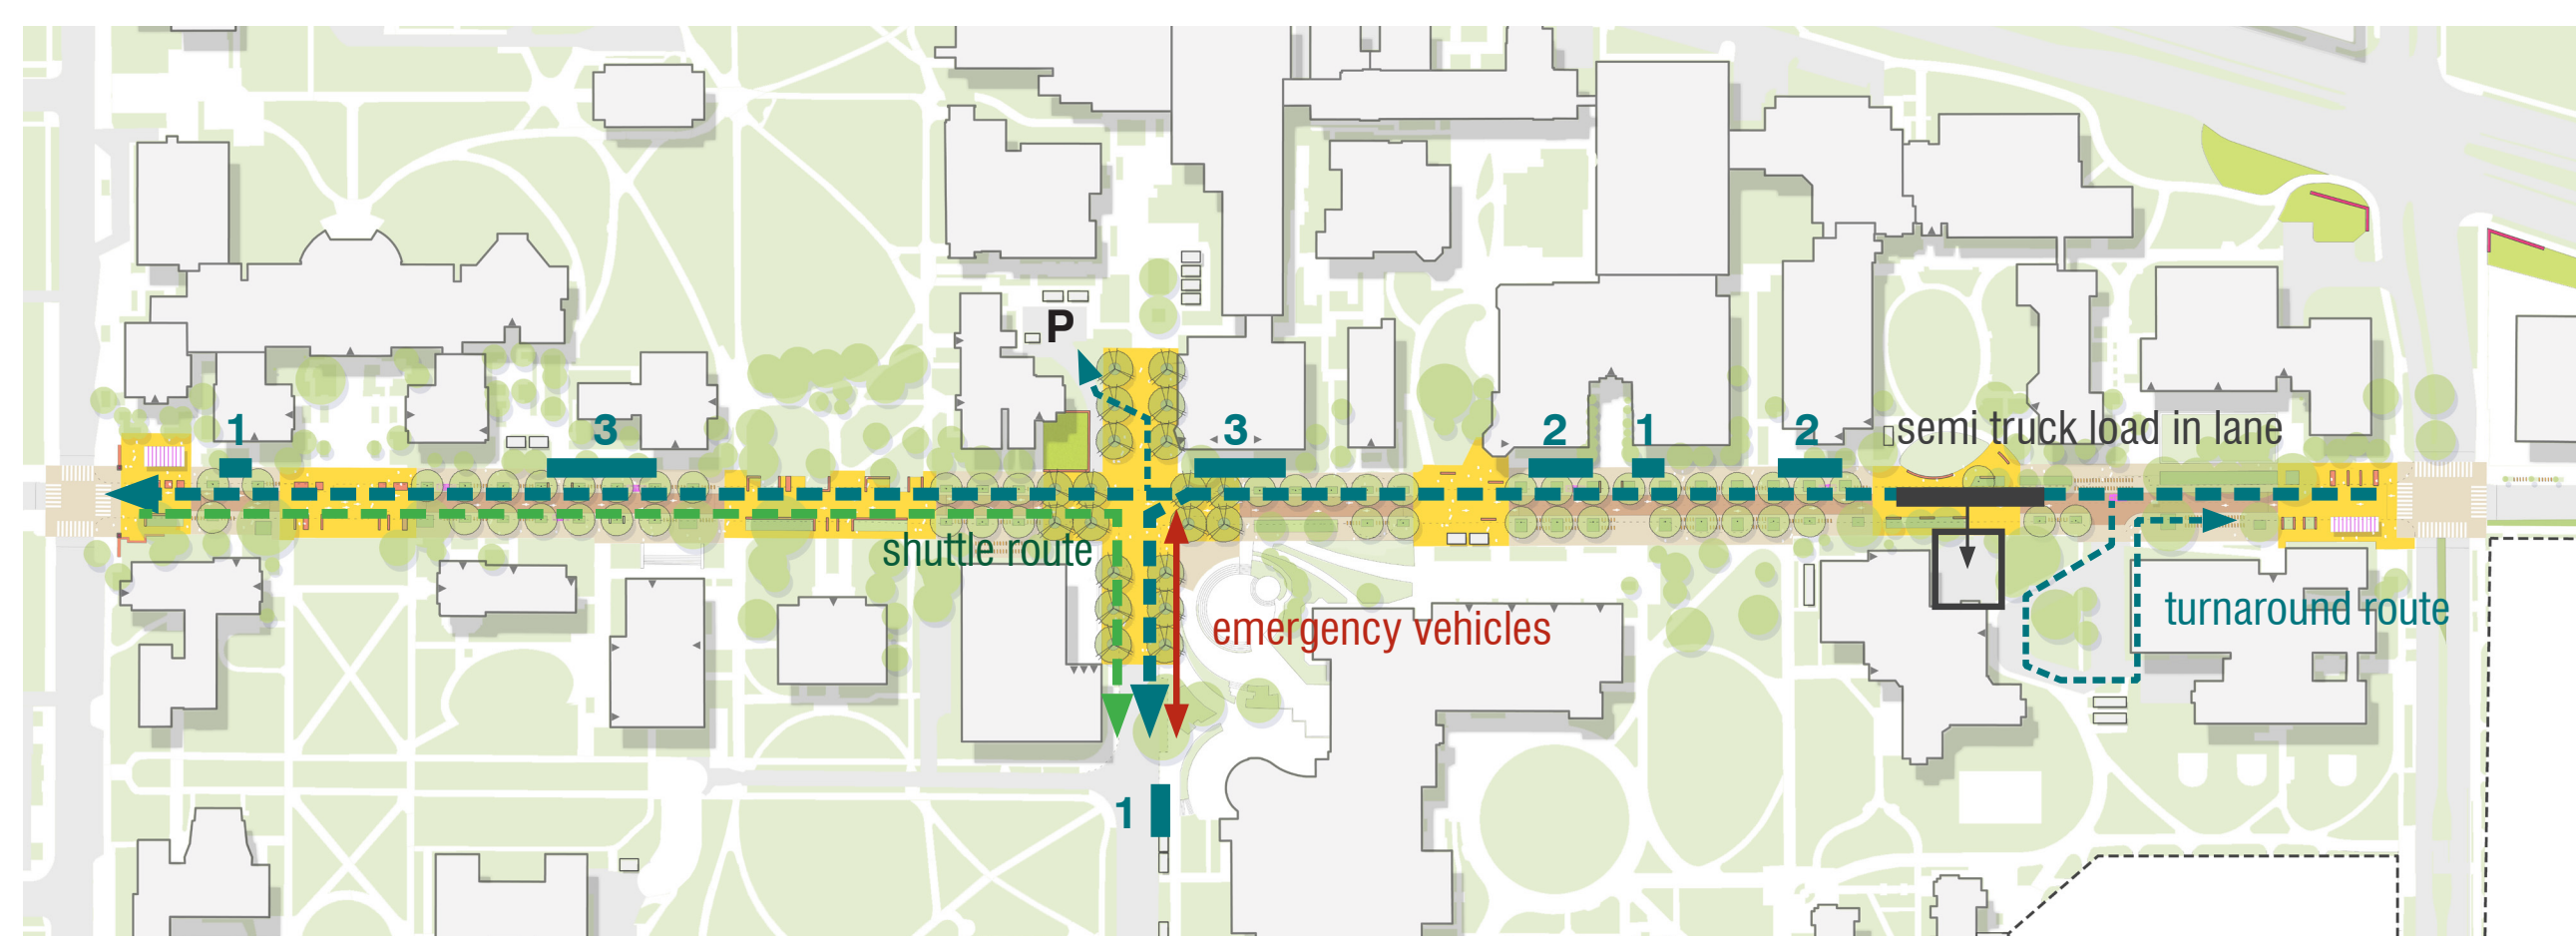 P
1
3
3
2
1
2
semi truck load in lane
shuttle route
emergency vehicles
turnaround route
1